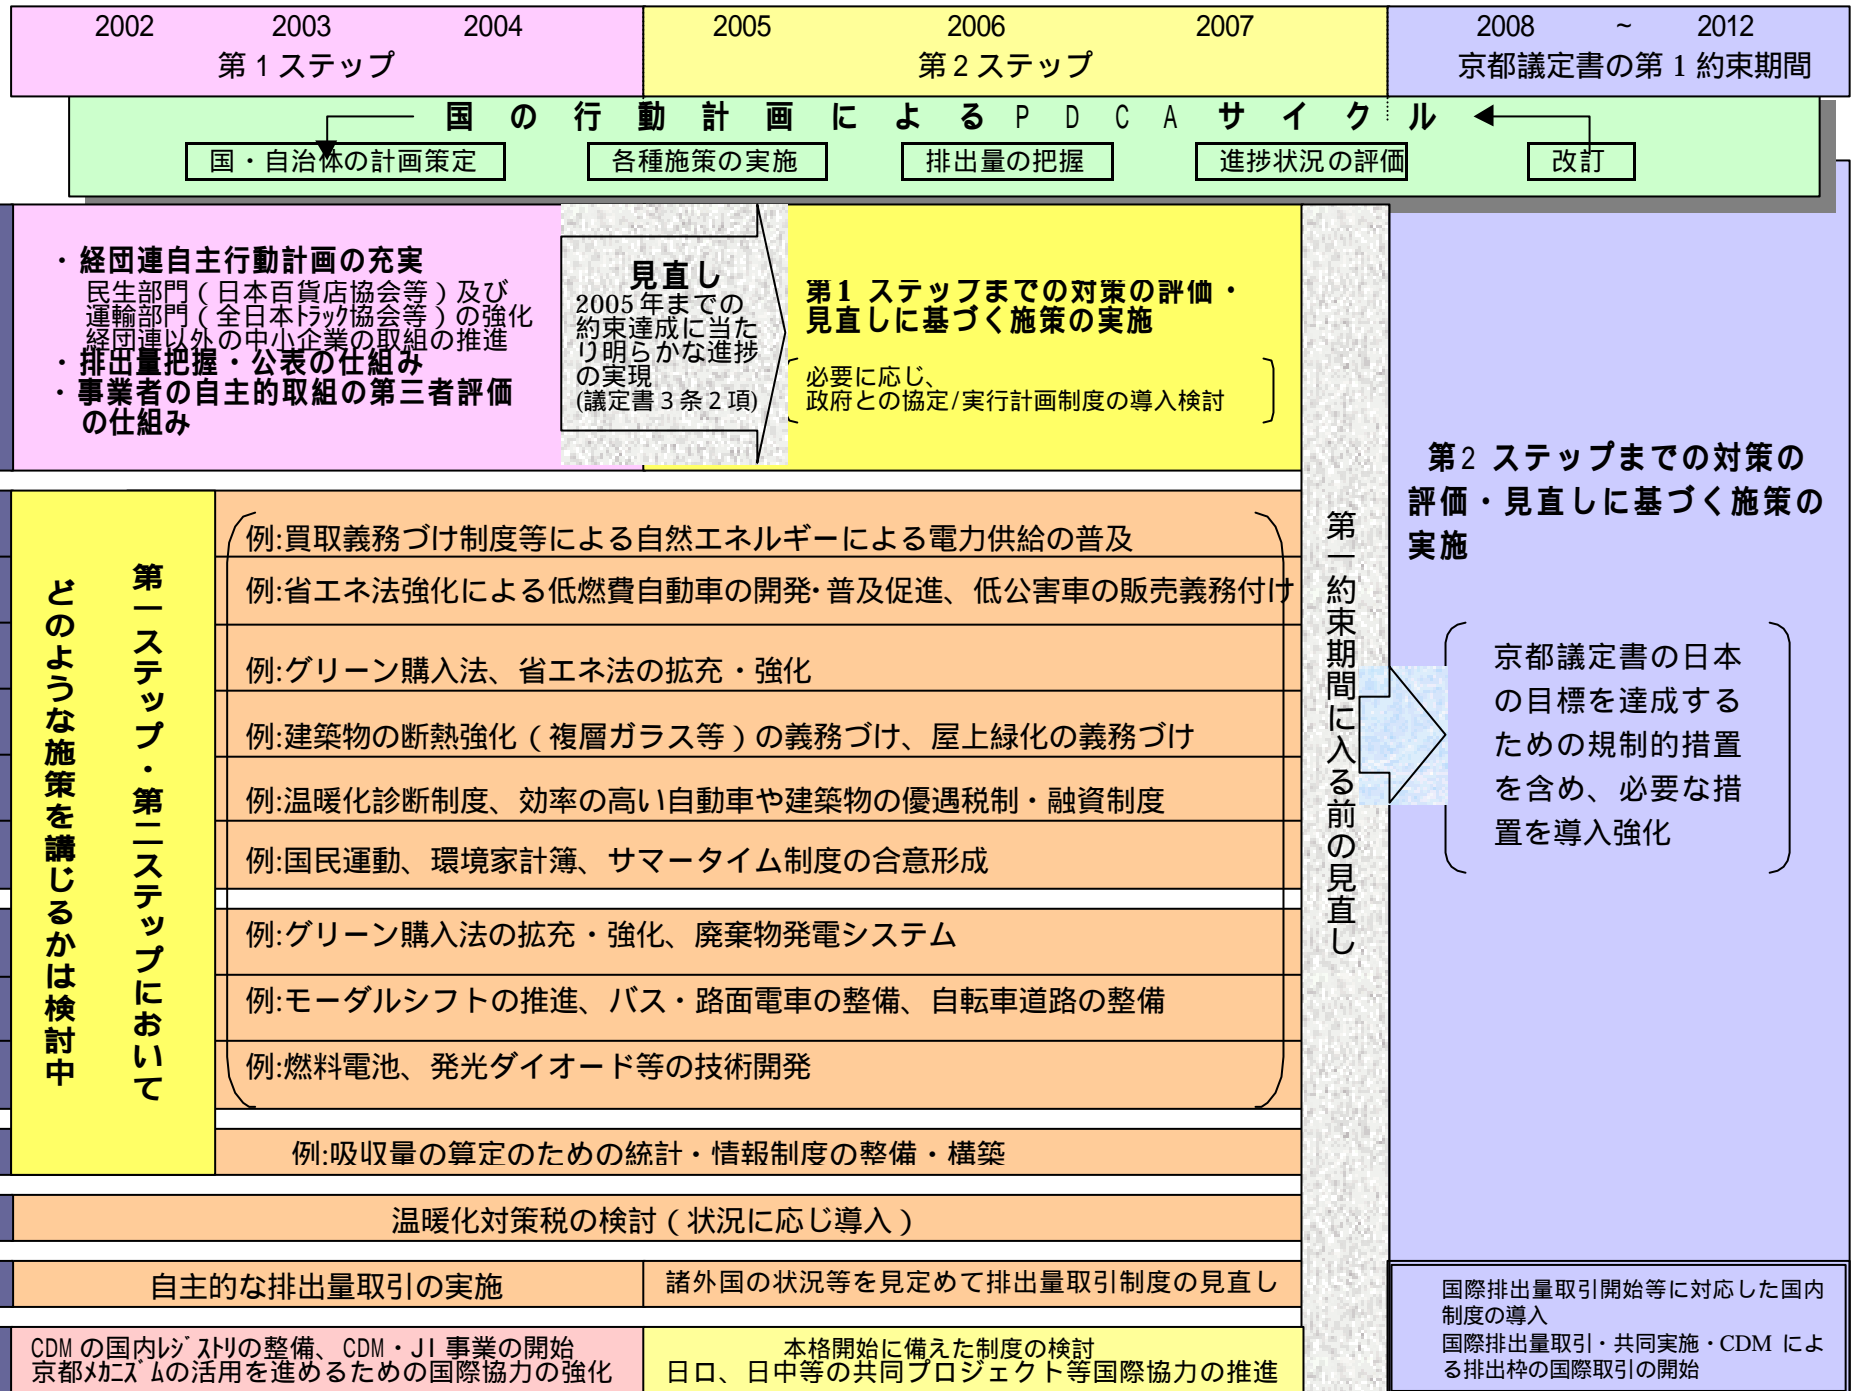 2002 2003 2004 2005 2006 2007 2008 ~ 2012
第1ステップ 第2ステップ 京都議定書の第1約束期間
国の行動計画によるPDCAサイクル
国・自治体の計画策定 各種施策の実施 排出量の把握 進捗状況の評価 改訂
・経団連自主行動計画の充実
民生部門(日本百貨店協会等)及び
運輸部門(全日本トラック協会等)の強化
経団連以外の中小企業の取組の推進
・排出量把握・公表の仕組み
・事業者の自主的取組の第三者評価
の仕組み
見直し
2005年までの
約束達成に当た
り明らかな進捗
の実現
(議定書3条2項)
第1 ステップまでの対策の評価・
見直しに基づく施策の実施
必要に応じ、
政府との協定/実行計画制度の導入検討
第一約束期間に入る前の見直し
第2 ステップまでの対策の
評価・見直しに基づく施策の
実施
京都議定書の日本
の目標を達成する
ための規制的措置
を含め、必要な措
置を導入強化
第一ステップ・第二ステップにおいて
どのような施策を講じるかは検討中
例:買取義務づけ制度等による自然エネルギーによる電力供給の普及
例:省エネ法強化による低燃費自動車の開発・普及促進、低公害車の販売義務付け
例:グリーン購入法、省エネ法の拡充・強化
例:建築物の断熱強化(複層ガラス等)の義務づけ、屋上緑化の義務づけ
例:温暖化診断制度、効率の高い自動車や建築物の優遇税制・融資制度
例:国民運動、環境家計簿、サマータイム制度の合意形成
例:グリーン購入法の拡充・強化、廃棄物発電システム
例:モーダルシフトの推進、バス・路面電車の整備、自転車道路の整備
例:燃料電池、発光ダイオード等の技術開発
例:吸収量の算定のための統計・情報制度の整備・構築
温暖化対策税の検討(状況に応じ導入)
自主的な排出量取引の実施
諸外国の状況等を見定めて排出量取引制度の見直し
CDMの国内レジストリの整備、CDM・JI事業の開始
京都メカニズムの活用を進めるための国際協力の強化
本格開始に備えた制度の検討
日ロ、日中等の共同プロジェクト等国際協力の推進
国際排出量取引開始等に対応した国内
制度の導入
国際排出量取引・共同実施・CDM によ
る排出枠の国際取引の開始